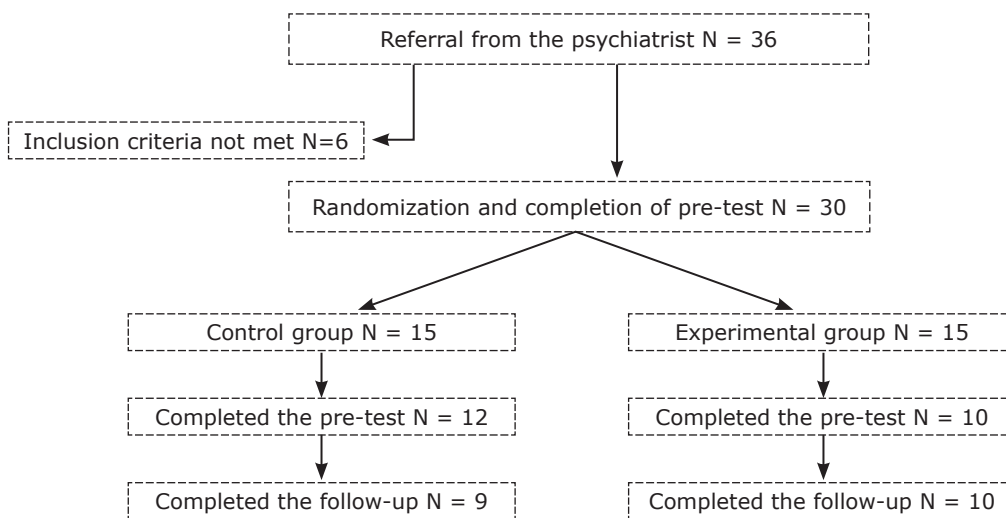 Referral from the psychiatrist N = 36
Inclusion criteria not met N=6
Randomization and completion of pre-test N = 30
Control group N = 15
Experimental group N = 15
Completed the pre-test N = 12
Completed the pre-test N = 10
Completed the follow-up N = 9
Completed the follow-up N = 10